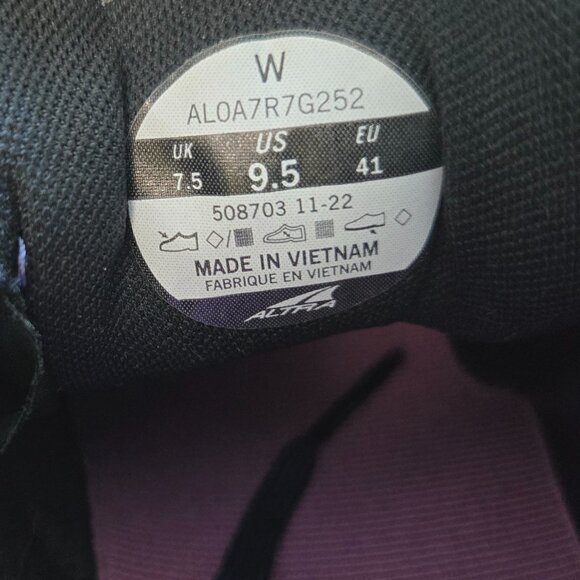 W
AL0A7R7G252
UK US EU
7.5 9.5 41
508703 11-22
MADE IN VIETNAM
FABRIQUE EN VIETNAM
ALTRA